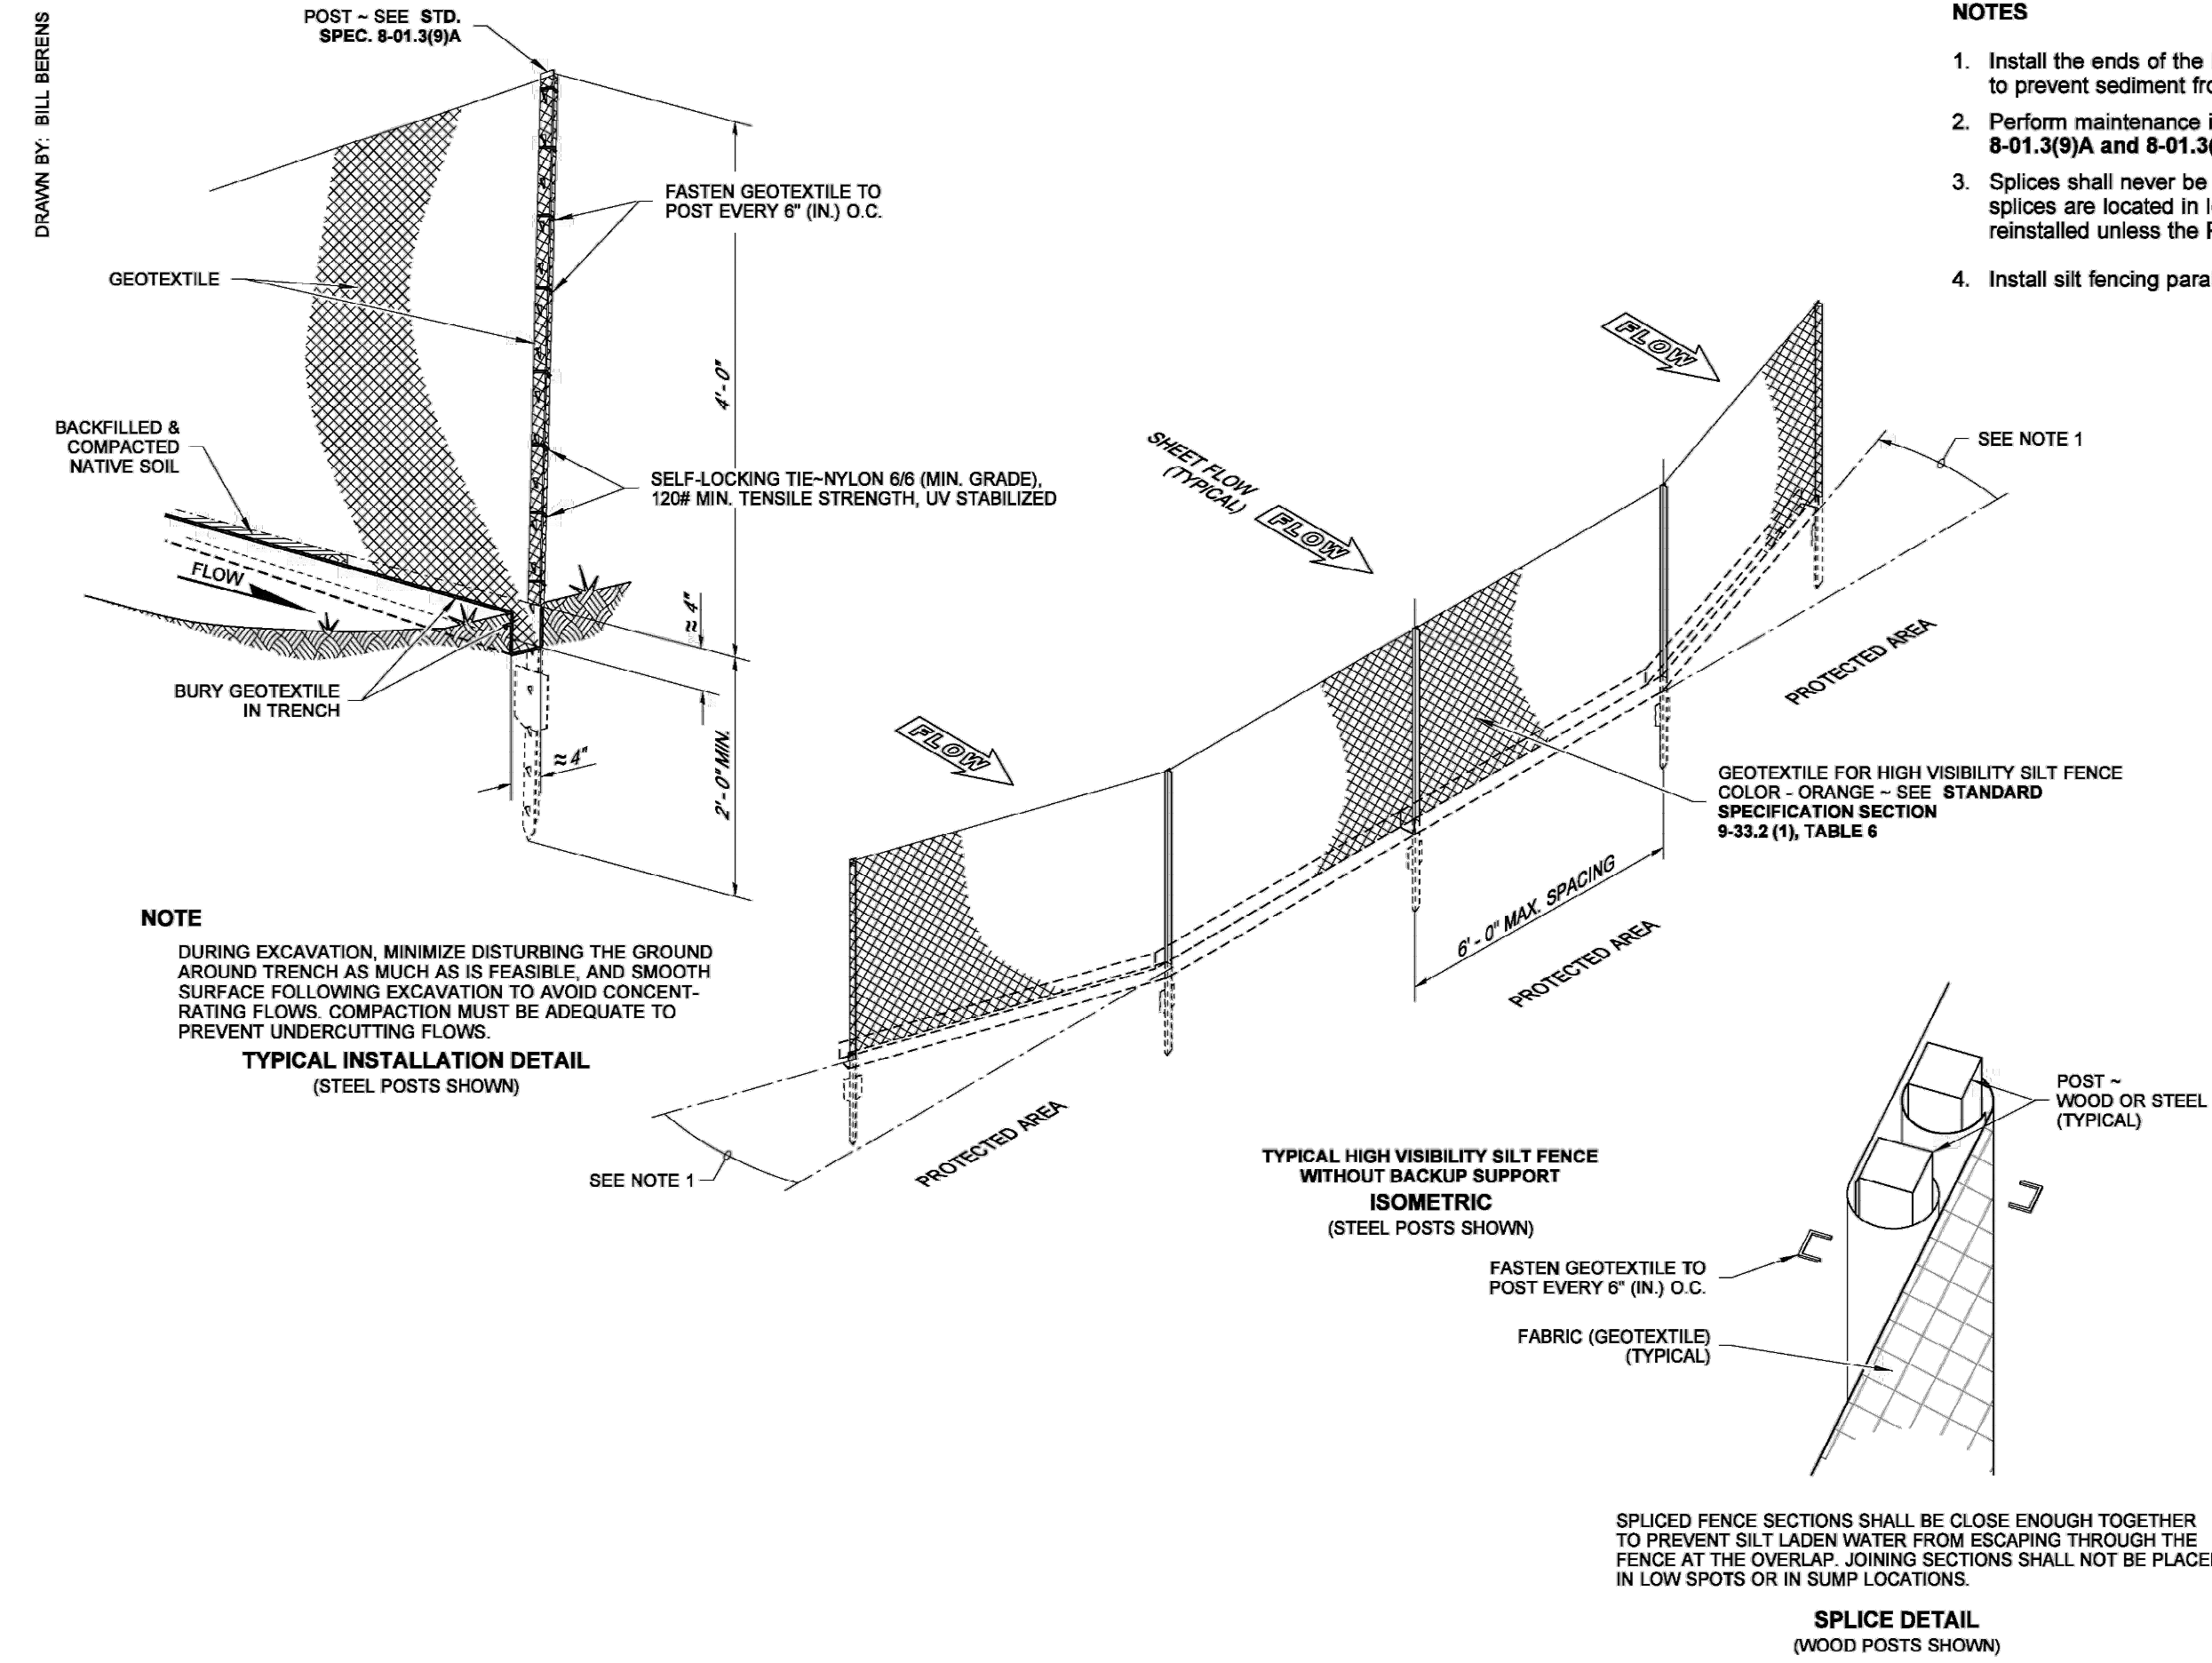 DRAWN BY: BILL BERENS
POST ~ SEE STD.
SPEC. 8-01.3(9)A
FASTEN GEOTEXTILE TO
POST EVERY 6" (IN.) O.C.
GEOTEXTILE
4'-0"
BACKFILLED &
COMPACTED
NATIVE SOIL
SELF-LOCKING TIE~NYLON 6/6 (MIN. GRADE),
120# MIN. TENSILE STRENGTH, UV STABILIZED
FLOW
≈ 4"
BURY GEOTEXTILE
IN TRENCH
≈ 4"
2'-0" MIN.
NOTE
DURING EXCAVATION, MINIMIZE DISTURBING THE GROUND
AROUND TRENCH AS MUCH AS IS FEASIBLE, AND SMOOTH
SURFACE FOLLOWING EXCAVATION TO AVOID CONCENT-
RATING FLOWS. COMPACTION MUST BE ADEQUATE TO
PREVENT UNDERCUTTING FLOWS.
TYPICAL INSTALLATION DETAIL
(STEEL POSTS SHOWN)
NOTES
1. Install the ends of the
to prevent sediment fro
2. Perform maintenance i
8-01.3(9)A and 8-01.3(
3. Splices shall never be
splices are located in l
reinstalled unless the
4. Install silt fencing para
FLOW
SEE NOTE 1
SHEET FLOW
(TYPICAL)
FLOW
PROTECTED AREA
FLOW
GEOTEXTILE FOR HIGH VISIBILITY SILT FENCE
COLOR - ORANGE ~ SEE STANDARD
SPECIFICATION SECTION
9-33.2 (1), TABLE 6
6' - 0" MAX. SPACING
PROTECTED AREA
PROTECTED AREA
SEE NOTE 1
TYPICAL HIGH VISIBILITY SILT FENCE
WITHOUT BACKUP SUPPORT
ISOMETRIC
(STEEL POSTS SHOWN)
POST ~
WOOD OR STEEL
(TYPICAL)
FASTEN GEOTEXTILE TO
POST EVERY 6" (IN.) O.C.
FABRIC (GEOTEXTILE)
(TYPICAL)
SPLICED FENCE SECTIONS SHALL BE CLOSE ENOUGH TOGETHER
TO PREVENT SILT LADEN WATER FROM ESCAPING THROUGH THE
FENCE AT THE OVERLAP. JOINING SECTIONS SHALL NOT BE PLACE
IN LOW SPOTS OR IN SUMP LOCATIONS.
SPLICE DETAIL
(WOOD POSTS SHOWN)